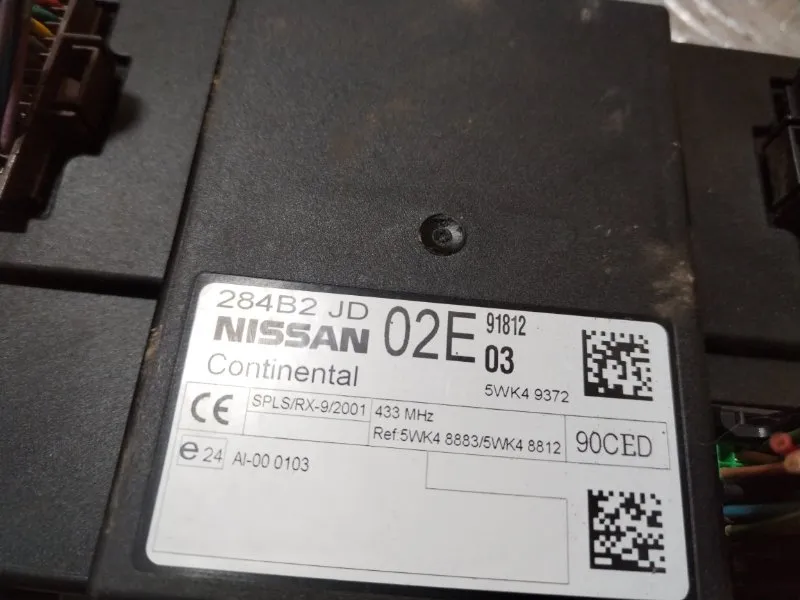 284B2 JD
NISSAN 02E 91812
03
Continental
5WK4 9372
CE SPLS/RX-9/2001 433 MHz
Ref:5WK4 8883/5WK4 8812 90CED
e 24 AI-00 0103